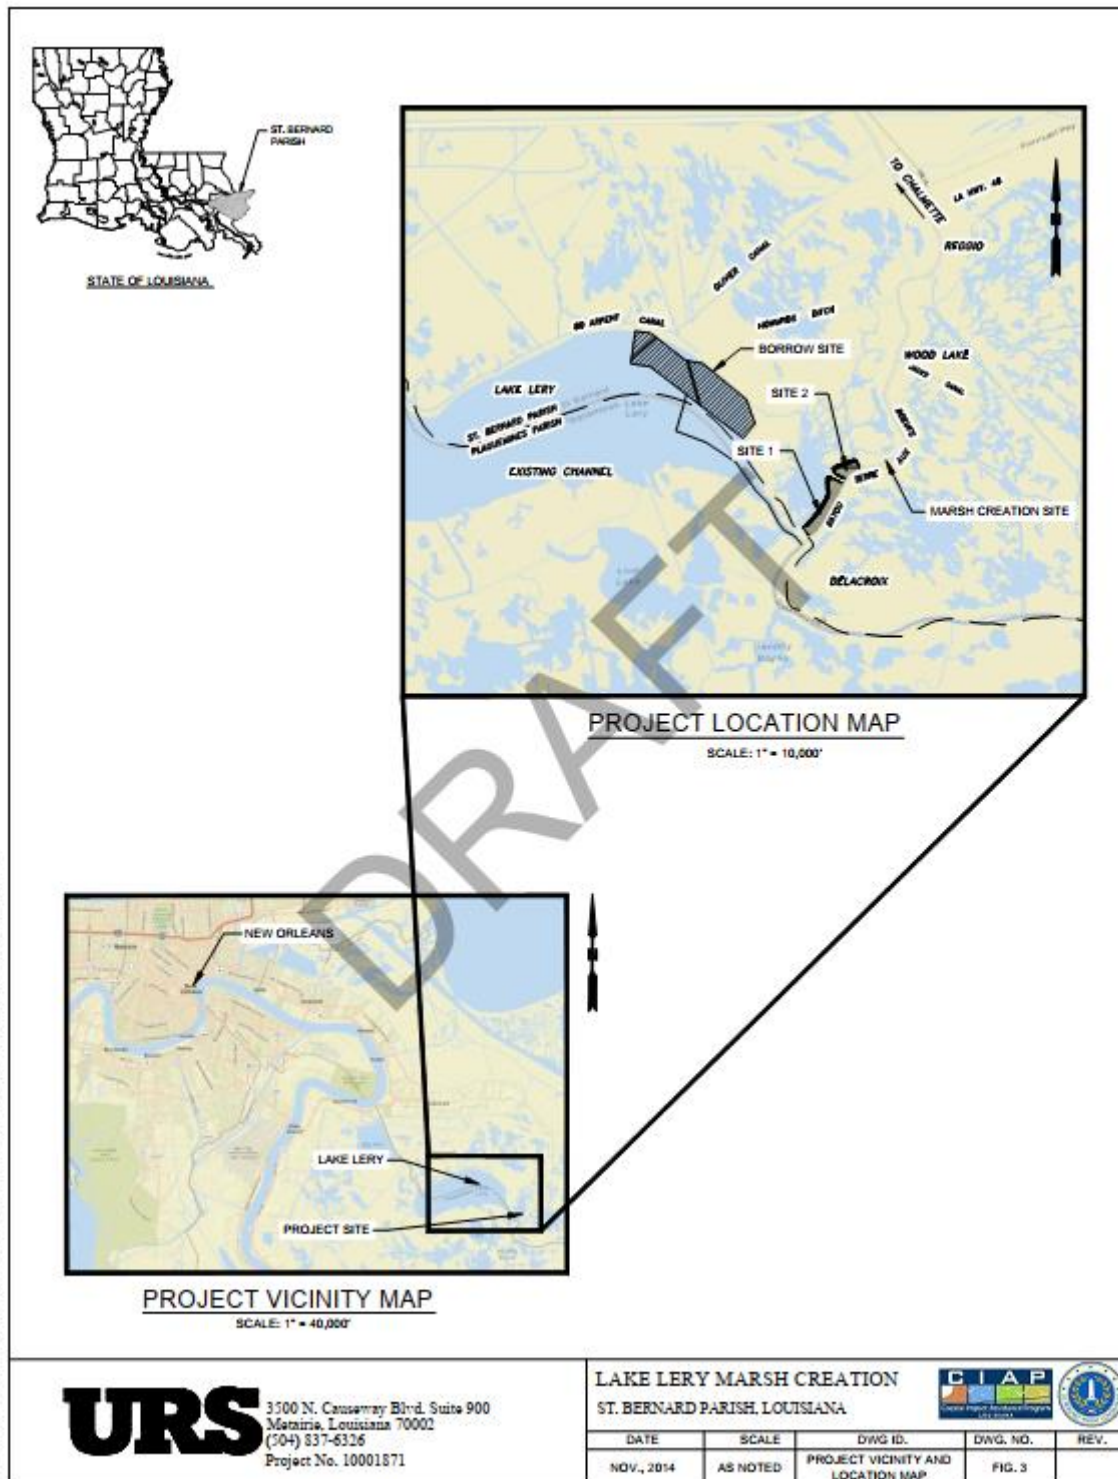 ST. BERNARD
PARISH
STATE OF LOUISIANA
TO CHALMETTE
LA HWY. 46
REGGIO
OLIVIER CANAL
CANAL
BORROW SITE
WOOD LAKE
CANAL
LAKE LERY
SITE 2
ST. BERNARD PARISH
PLAQUEMINES PARISH
SITE 1
EXISTING CHANNEL
BAYOU
AUX
MARSH CREATION SITE
DELACROIX
DRAFT
PROJECT LOCATION MAP
SCALE: 1" = 10,000'
NEW ORLEANS
LAKE LERY
PROJECT SITE
PROJECT VICINITY MAP
SCALE: 1" = 40,000'
URS
3500 N. Causeway Blvd. Suite 900
Metairie, Louisiana 70002
(504) 837-6326
Project No. 10001871
LAKE LERY MARSH CREATION
ST. BERNARD PARISH, LOUISIANA
CIAP
DATE SCALE DWG ID. DWG. NO. REV.
NOV., 2014 AS NOTED PROJECT VICINITY AND FIG. 3
LOCATION MAP